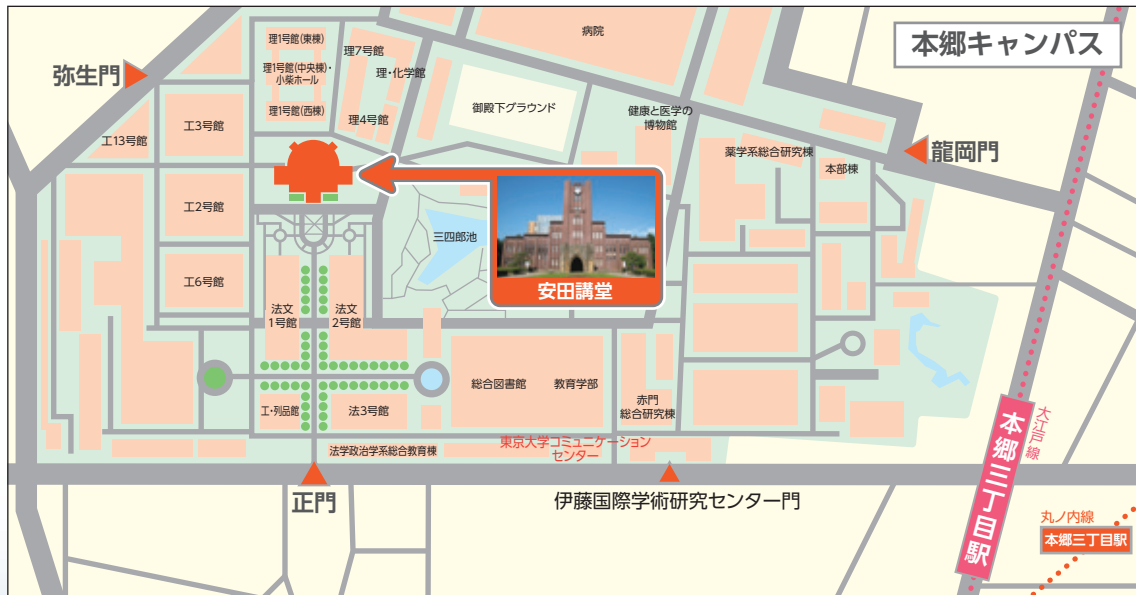 本郷キャンパス
病院
理1号館(東棟)
理7号館
理1号館(中央棟)・
小柴ホール
理・化学館
理1号館(西棟)
理4号館
弥生門
御殿下グラウンド
健康と医学の
博物館
工3号館
工13号館
薬学系総合研究棟
本部棟
龍岡門
工2号館
三四郎池
安田講堂
工6号館
法文
1号館
法文
2号館
総合図書館
教育学部
赤門
総合研究棟
工・列品館
法3号館
法学政治学系総合教育棟
東京大学コミュニケーション
センター
正門
伊藤国際学術研究センター門
大江戸線
本郷三丁目駅
丸ノ内線
本郷三丁目駅